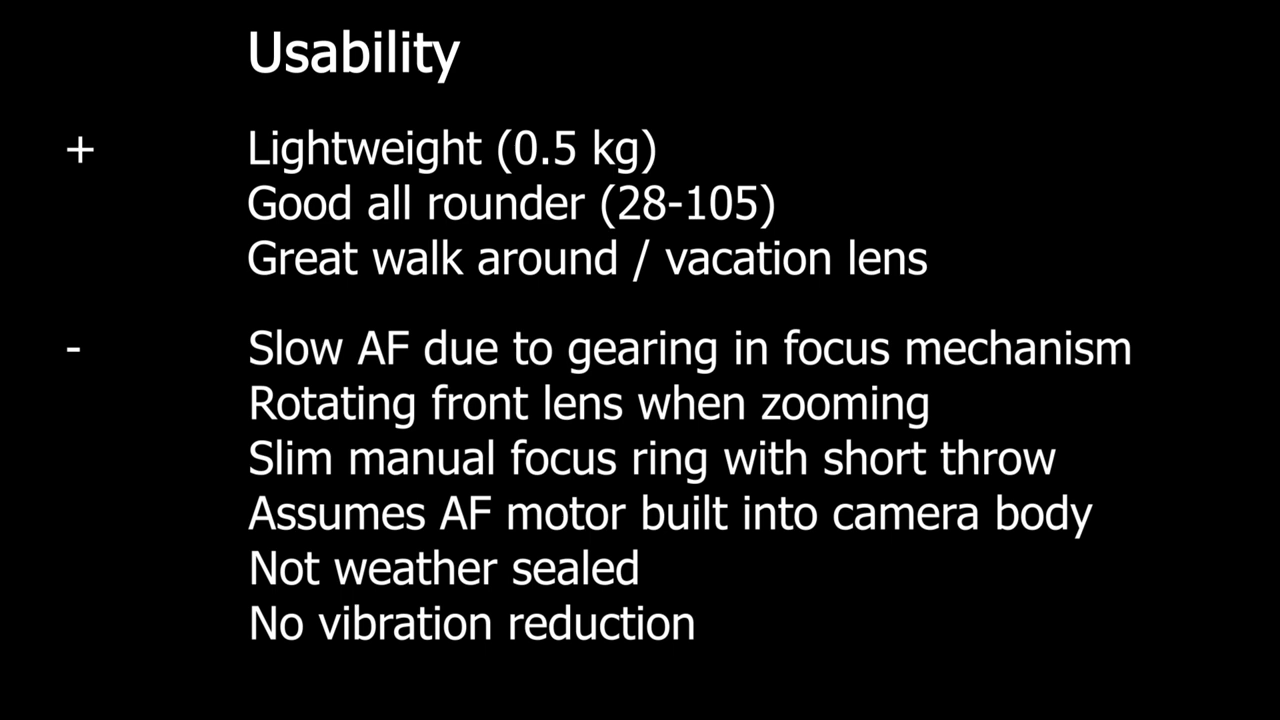 Usability
+ Lightweight (0.5 kg)
Good all rounder (28-105)
Great walk around / vacation lens
- Slow AF due to gearing in focus mechanism
Rotating front lens when zooming
Slim manual focus ring with short throw
Assumes AF motor built into camera body
Not weather sealed
No vibration reduction